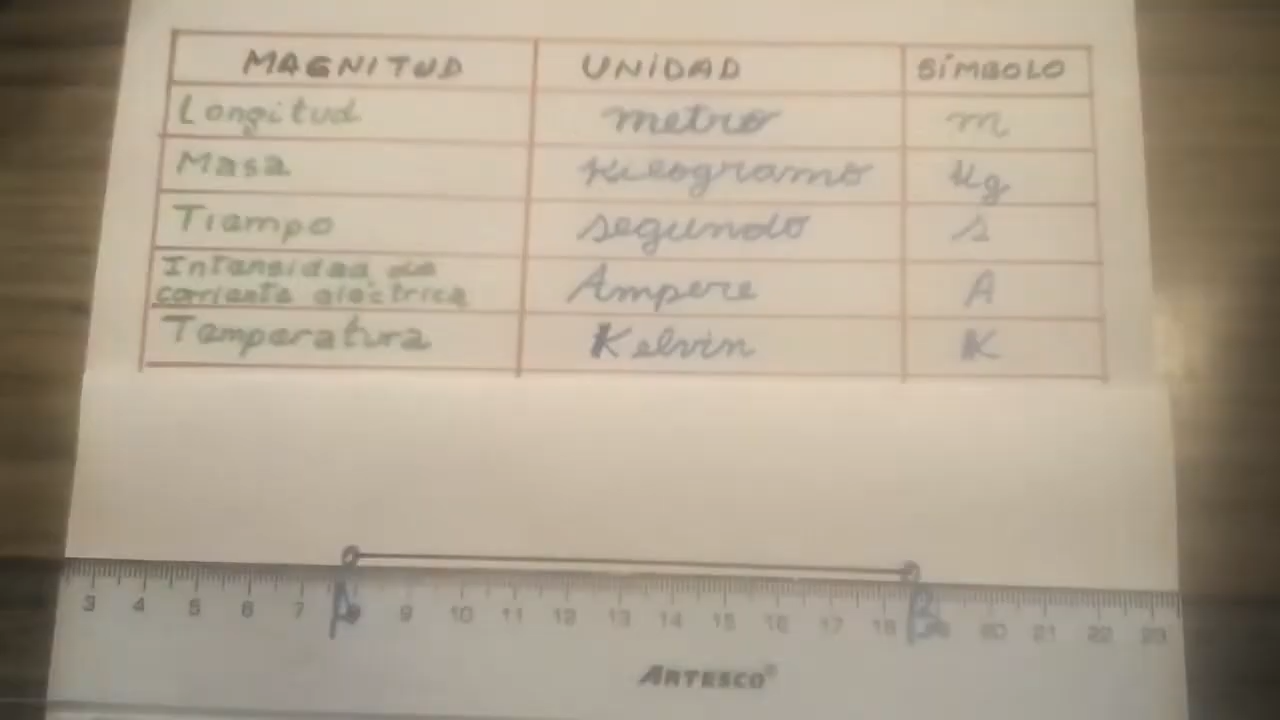 MAGNITUD UNIDAD SÍMBOLO
Longitud metro m
Masa Kilogramo Kg
Tiempo segundo s
Intensidad de
corriente eléctrica Ampere A
Temperatura Kelvin K
A B
3 4 5 6 7 9 10 11 12 13 14 15 16 17 18 20 21 22 23
ARTESCO®